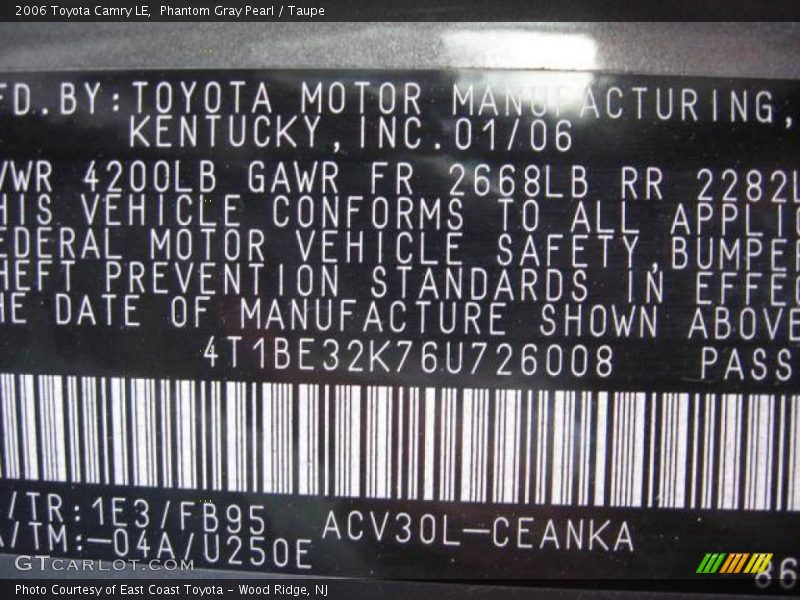 2006 Toyota Camry LE, Phantom Gray Pearl / Taupe
FD.BY:TOYOTA MOTOR MANUFACTURING,
KENTUCKY,INC.01/06
VWR 4200LB GAWR FR 2668LB RR 2282L
HIS VEHICLE CONFORMS TO ALL APPLIC
EDERAL MOTOR VEHICLE SAFETY,BUMPER
HEFT PREVENTION STANDARDS IN EFFEC
HE DATE OF MANUFACTURE SHOWN ABOVE
4T1BE32K76U726008 PASS
/TR:1E3/FB95 ACV30L-CEANKA
A/TM:-04A/U250E
GTCARLOT.COM
86
Photo Courtesy of East Coast Toyota - Wood Ridge, NJ